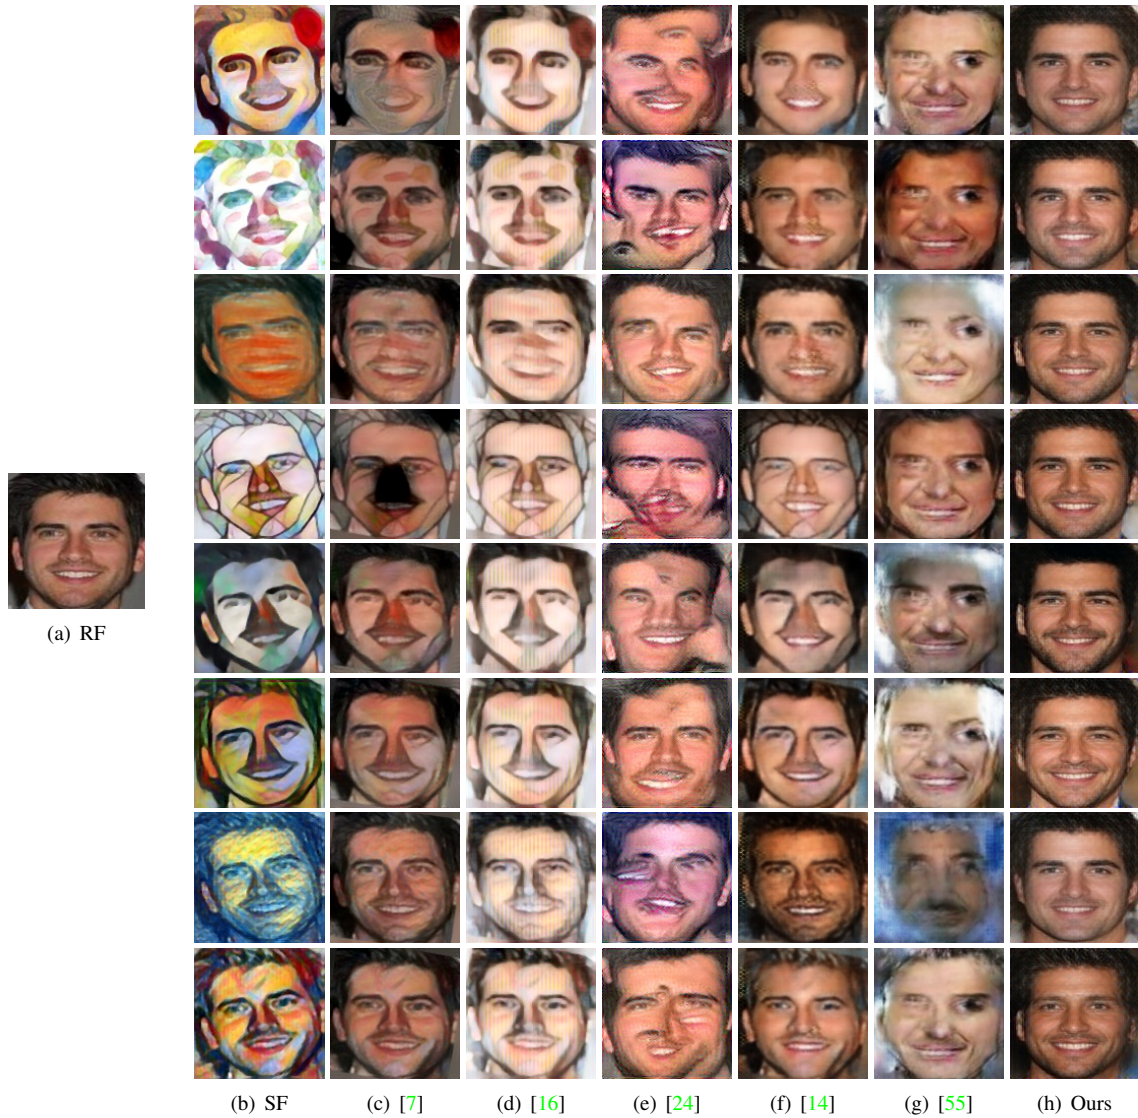 (a) RF
(b) SF
(c) [7]
(d) [16]
(e) [24]
(f) [14]
(g) [55]
(h) Ours